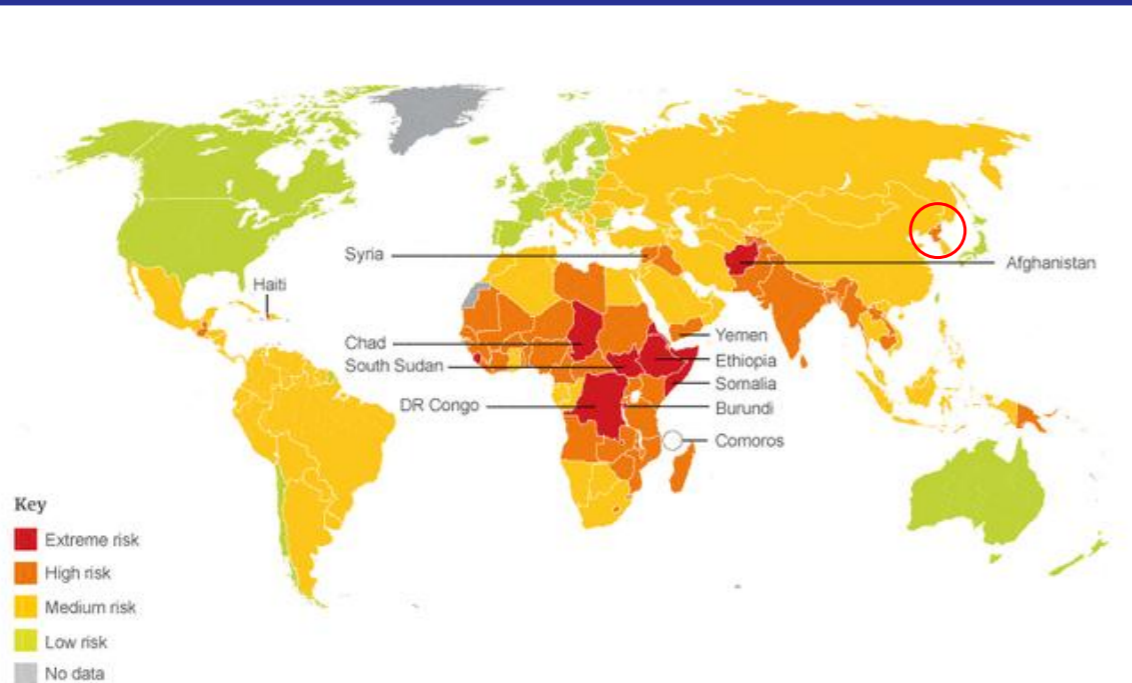 Syria
Afghanistan
Haiti
Chad
Yemen
South Sudan
Ethiopia
Somalia
DR Congo
Burundi
Comoros
Key
Extreme risk
High risk
Medium risk
Low risk
No data